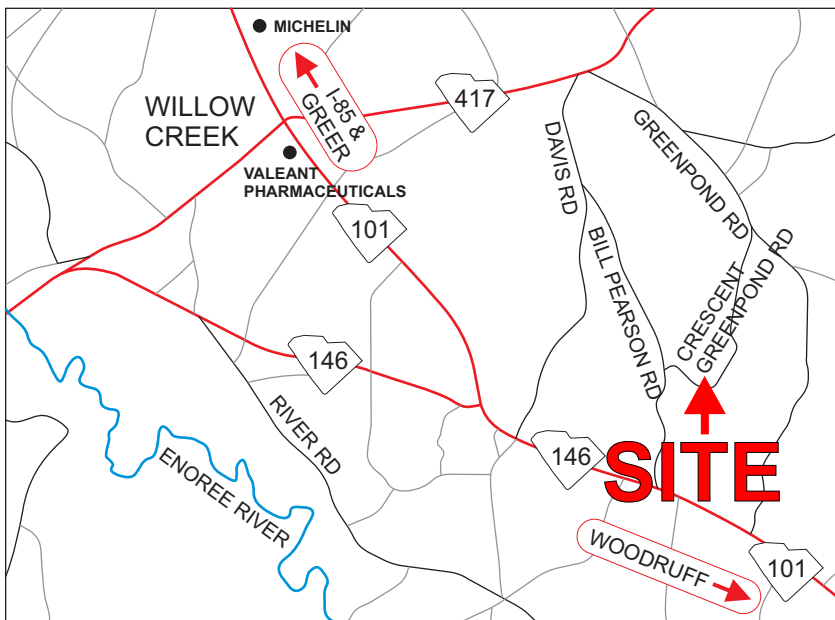 MICHELIN
I-85 &
GREER
417
WILLOW
CREEK
VALEANT
PHARMACEUTICALS
DAVIS RD
GREENPOND RD
101
BILL PEARSON RD
CRESCENT
GREENPOND RD
146
RIVER RD
ENOREE RIVER
146
SITE
WOODRUFF
101